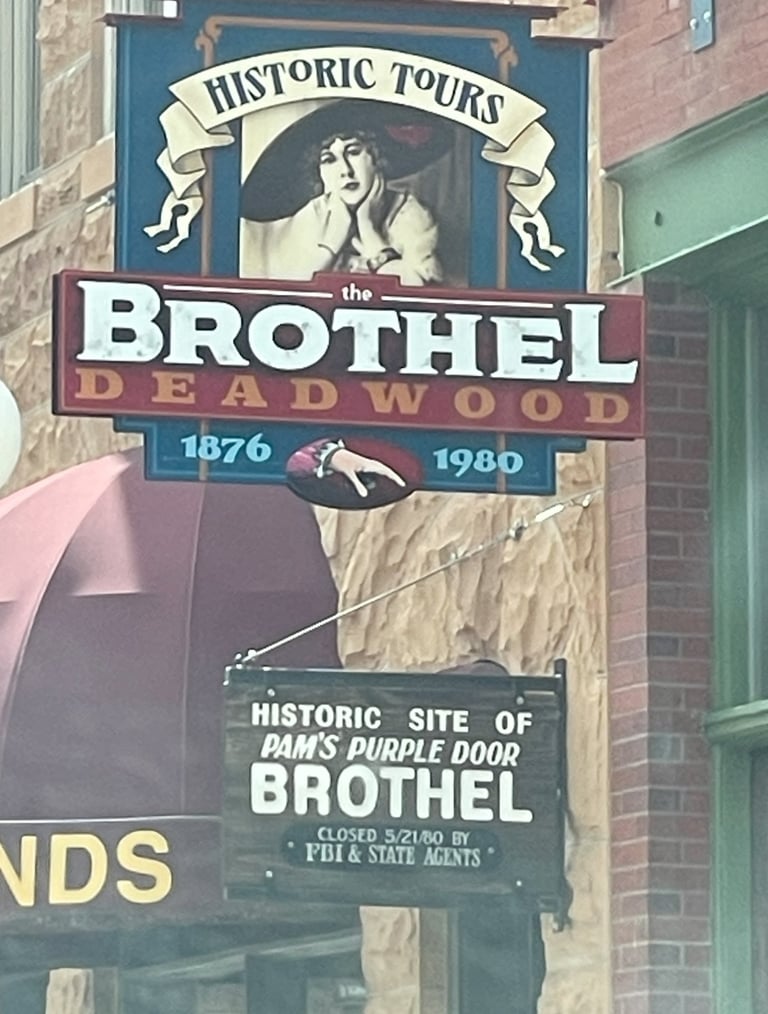 HISTORIC TOURS
the
BROTHEL
DEADWOOD
1876 1980
HISTORIC SITE OF
PAM'S PURPLE DOOR
BROTHEL
CLOSED 5/21/80 BY
FBI & STATE AGENTS
NDS